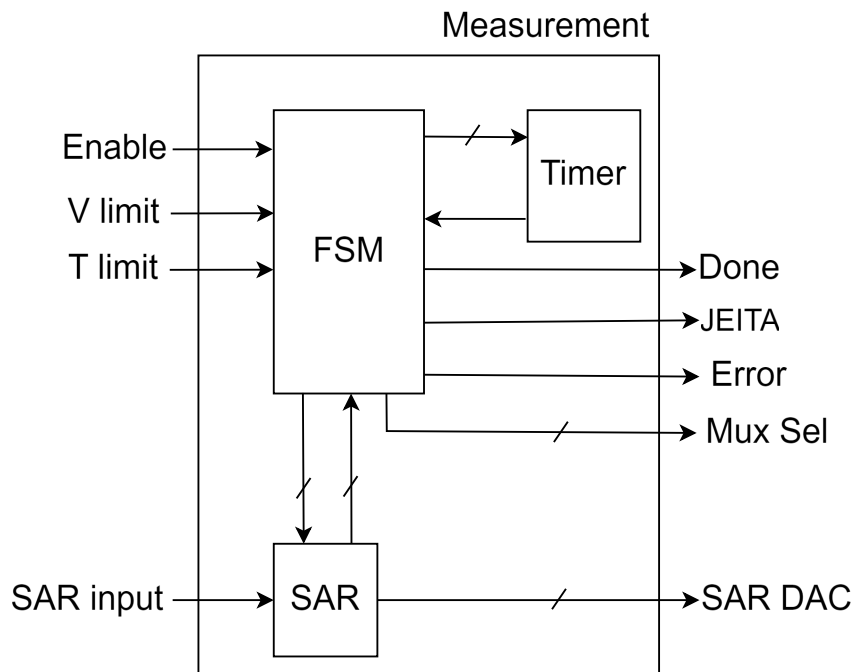 Measurement
Enable
V limit
T limit
FSM
Timer
Done
JEITA
Error
Mux Sel
SAR input
SAR
SAR DAC